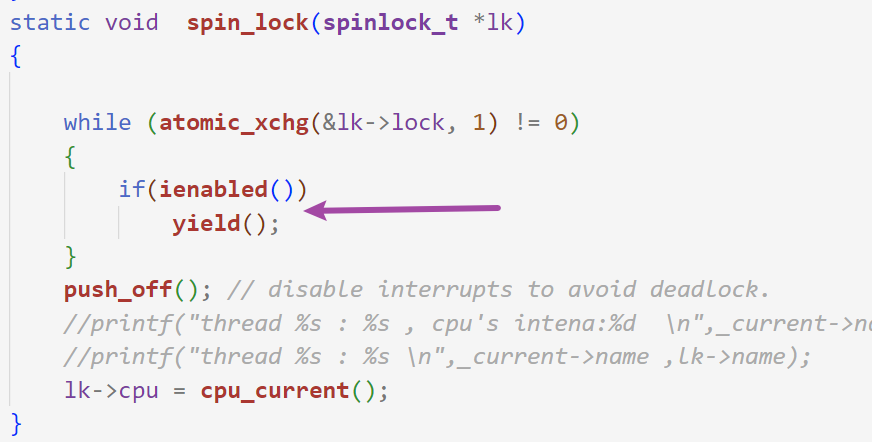 static void  spin_lock(spinlock_t *lk)
{
while (atomic_xchg(&lk->lock, 1) != 0)
{
if(ienabled())
yield();
}
push_off(); // disable interrupts to avoid deadlock.
//printf("thread %s : %s , cpu's intena:%d  \n",_current->
//printf("thread %s : %s \n",_current->name ,lk->name);
lk->cpu = cpu_current();
}